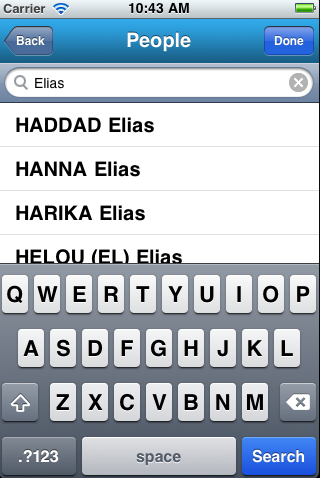 Carrier 10:43 AM
Back People Done
Elias
HADDAD Elias
HANNA Elias
HARIKA Elias
HELOU (EL) Elias
Q W E R T Y U I O P
A S D F G H J K L
Z X C V B N M
.?123 space Search